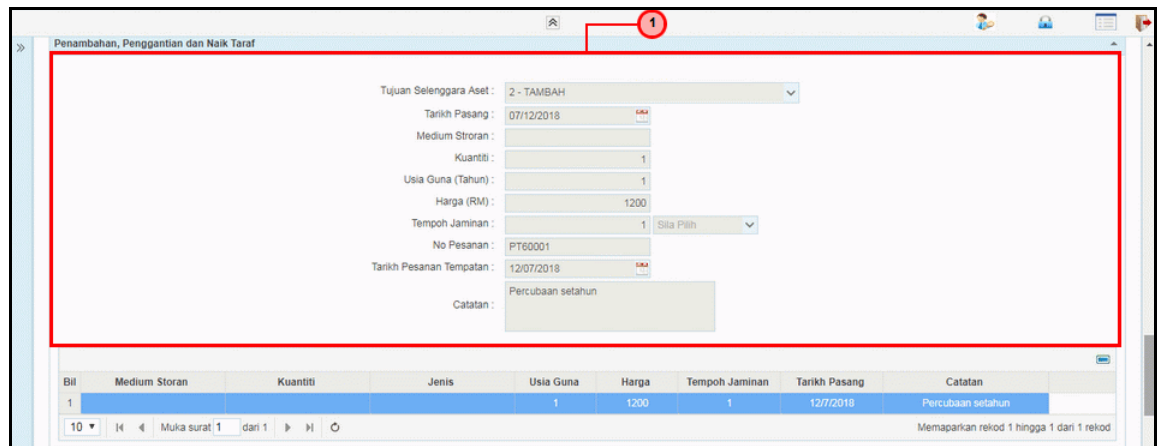 1
Penambahan, Penggantian dan Naik Taraf
Tujuan Selenggara Aset : 2 - TAMBAH
Tarikh Pasang : 07/12/2018
Medium Stroran :
Kuantiti : 1
Usia Guna (Tahun) : 1
Harga (RM) : 1200
Tempoh Jaminan : 1 Sila Pilih
No Pesanan : PT60001
Tarikh Pesanan Tempatan : 12/07/2018
Catatan : Percubaan setahun
Bil Medium Storan Kuantiti Jenis Usia Guna Harga Tempoh Jaminan Tarikh Pasang Catatan
1 1 1200 1 12/7/2018 Percubaan setahun
10 Muka surat 1 dari 1 Memaparkan rekod 1 hingga 1 dari 1 rekod